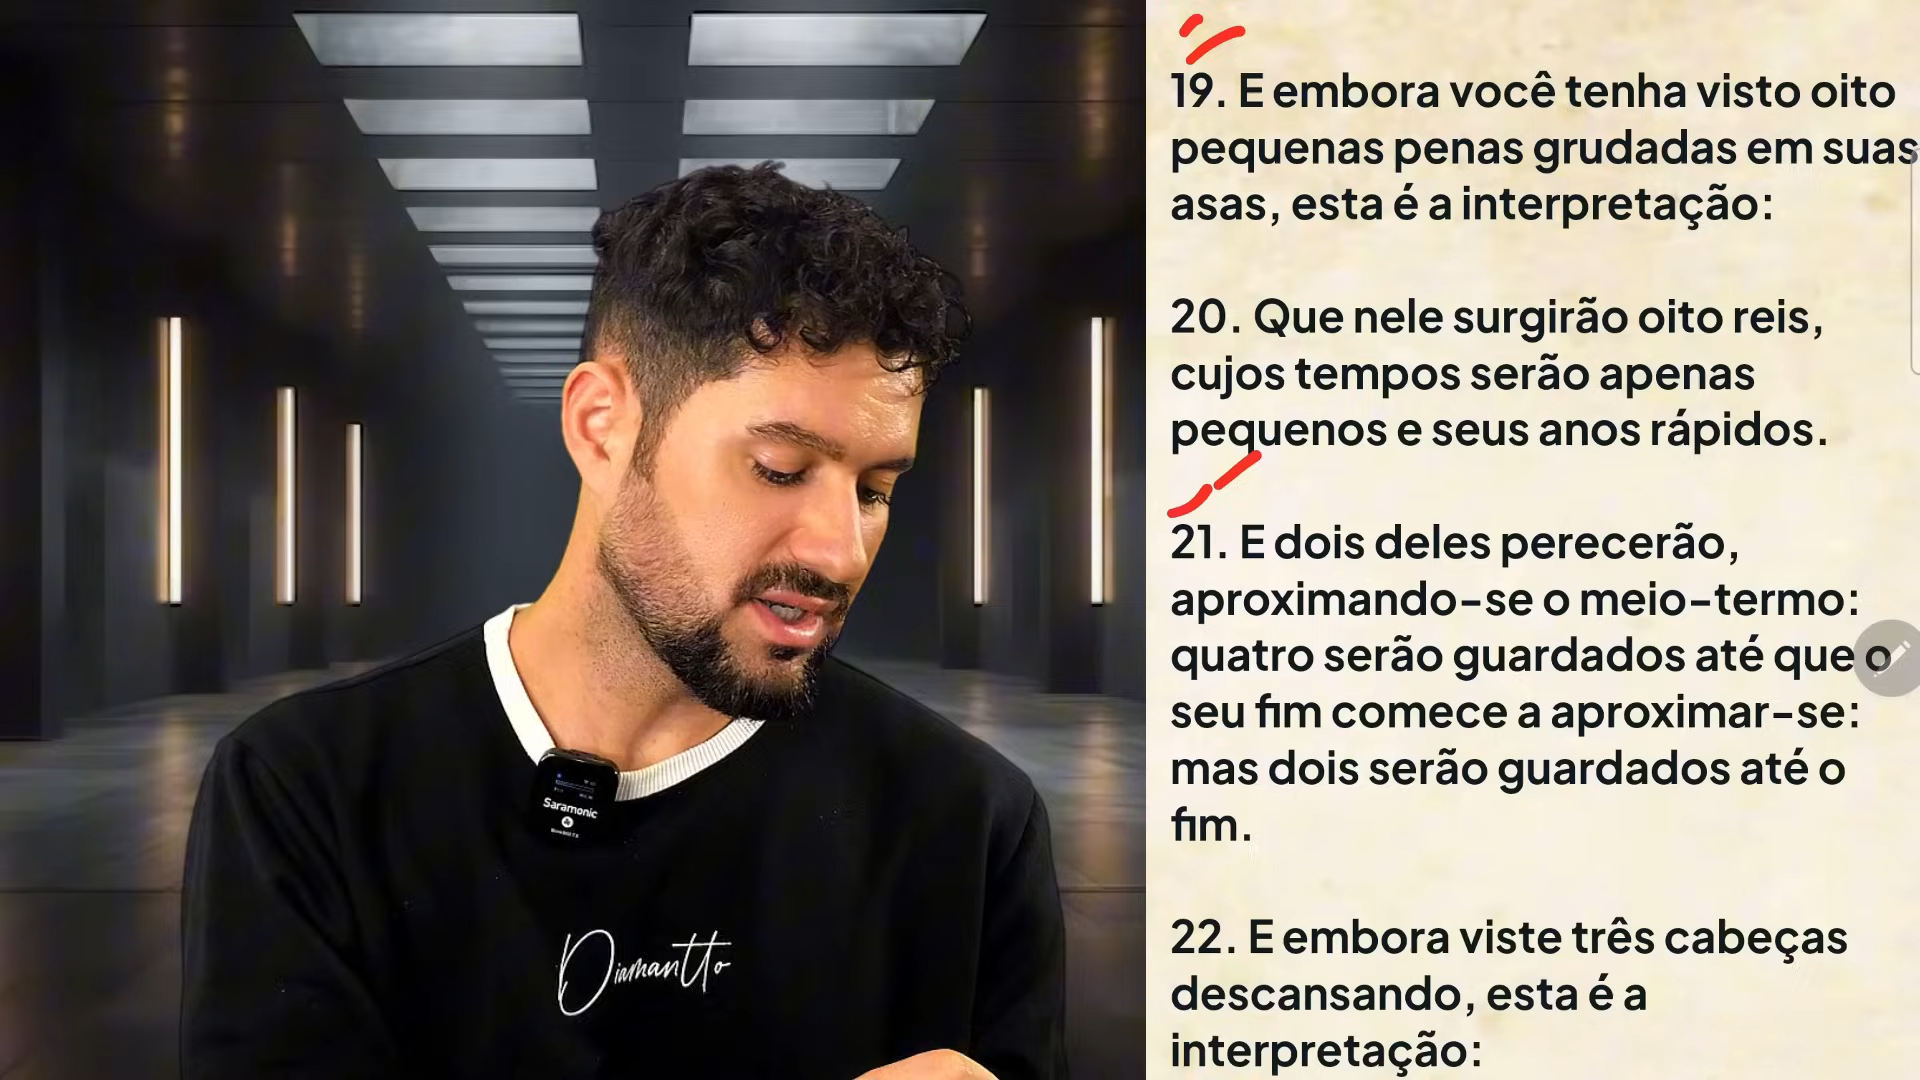 19. E embora você tenha visto oito
pequenas penas grudadas em suas
asas, esta é a interpretação:
20. Que nele surgirão oito reis,
cujos tempos serão apenas
pequenos e seus anos rápidos.
21. E dois deles perecerão,
aproximando-se o meio-termo:
quatro serão guardados até que o
seu fim comece a aproximar-se:
mas dois serão guardados até o
fim.
22. E embora viste três cabeças
descansando, esta é a
interpretação:
Saramonic
Diamantto